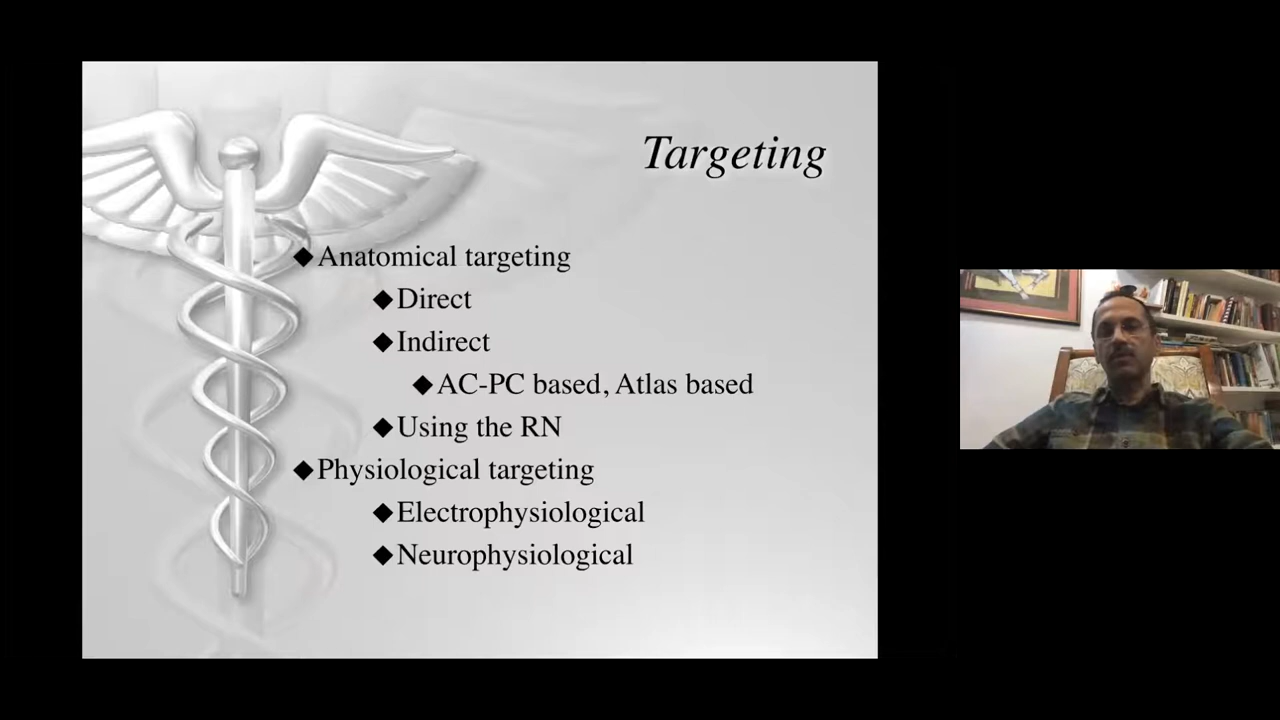 Targeting
Anatomical targeting
Direct
Indirect
AC-PC based, Atlas based
Using the RN
Physiological targeting
Electrophysiological
Neurophysiological